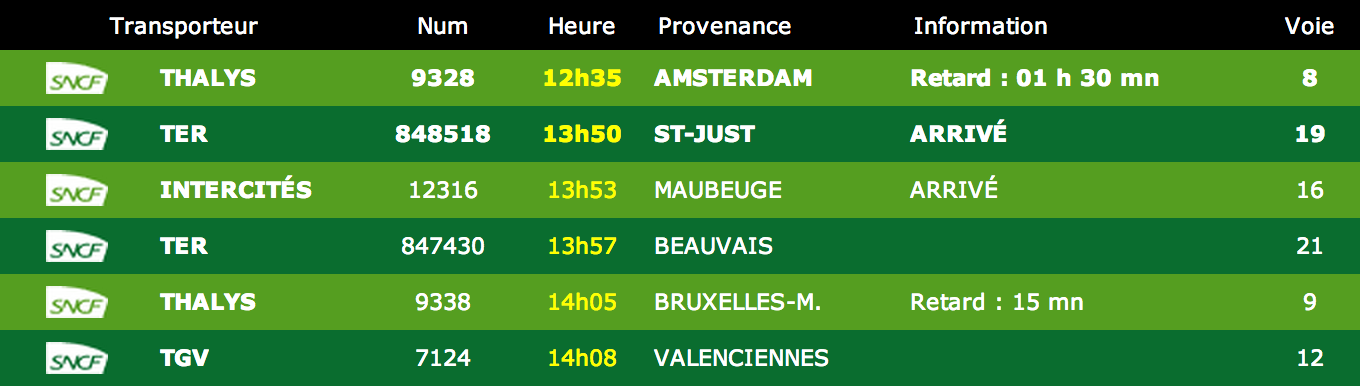 Transporteur Num Heure Provenance Information Voie
SNCF THALYS 9328 12h35 AMSTERDAM Retard : 01 h 30 mn 8
SNCF TER 848518 13h50 ST-JUST ARRIVÉ 19
SNCF INTERCITÉS 12316 13h53 MAUBEUGE ARRIVÉ 16
SNCF TER 847430 13h57 BEAUVAIS 21
SNCF THALYS 9338 14h05 BRUXELLES-M. Retard : 15 mn 9
SNCF TGV 7124 14h08 VALENCIENNES 12